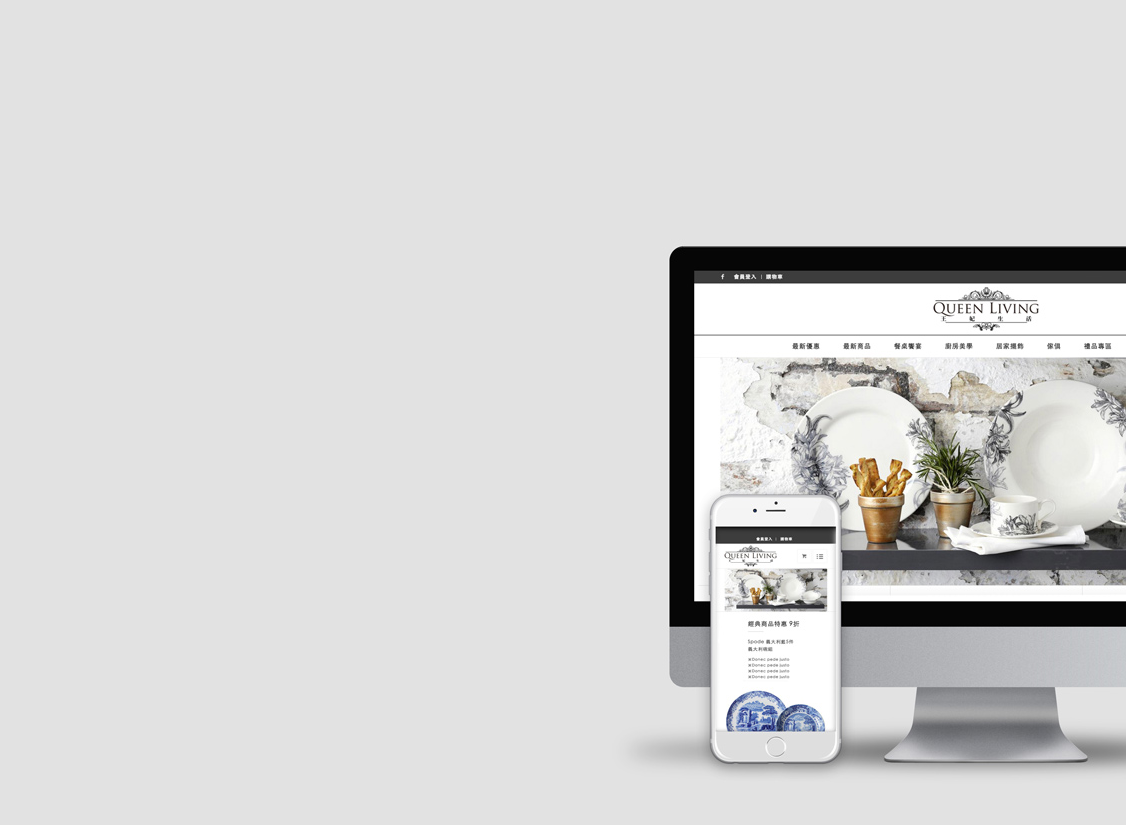 會員登入 | 購物車
QUEEN LIVING
王妃生活
最新優惠 最新商品 餐桌饗宴 廚房美學 居家擺飾 傢俱 禮品專區
會員登入 | 購物車
QUEEN LIVING
經典商品特惠 9折
Spode 義大利藍5件
義大利碗組
※Donec pede justo
※Donec pede justo
※Donec pede justo
※Donec pede justo